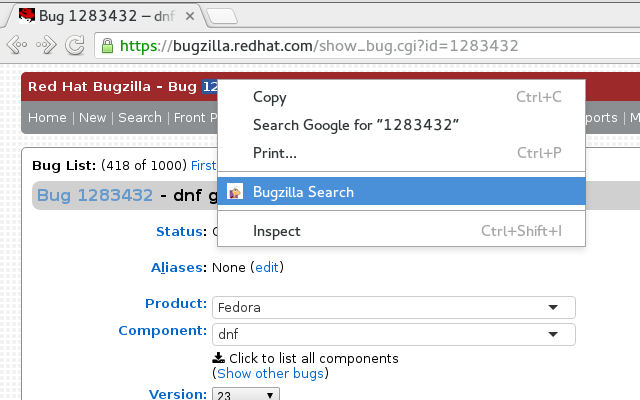 Bug 1283432 – dnf
https://bugzilla.redhat.com/show_bug.cgi?id=1283432
Red Hat Bugzilla – Bug 12
Home | New | Search | Front P ports | M
Copy Ctrl+C
Search Google for “1283432”
Print... Ctrl+P
Bugzilla Search
Inspect Ctrl+Shift+I
Bug List: (418 of 1000) First
Bug 1283432 - dnf g
Status: C
Aliases: None (edit)
Product: Fedora
Component: dnf
Click to list all components
(Show other bugs)
Version: 23